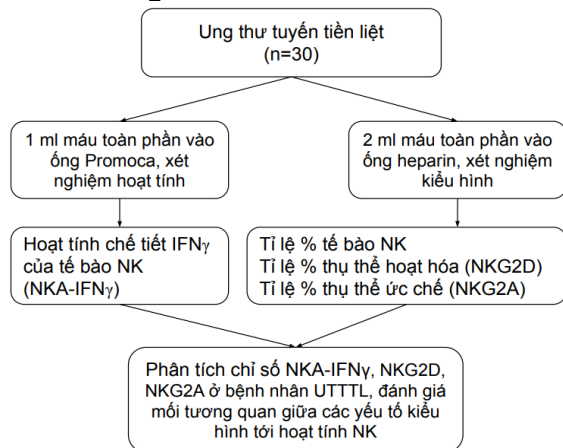 Ung thư tuyến tiền liệt
(n=30)
1 ml máu toàn phần vào
ống Promoca, xét
nghiệm hoạt tính
2 ml máu toàn phần vào
ống heparin, xét nghiệm
kiểu hình
Hoạt tính chế tiết IFNγ
của tế bào NK
(NKA-IFNγ)
Tỉ lệ % tế bào NK
Tỉ lệ % thụ thể hoạt hóa (NKG2D)
Tỉ lệ % thụ thể ức chế (NKG2A)
Phân tích chỉ số NKA-IFNγ, NKG2D,
NKG2A ở bệnh nhân UTTTL, đánh giá
mối tương quan giữa các yếu tố kiểu
hình tới hoạt tính NK